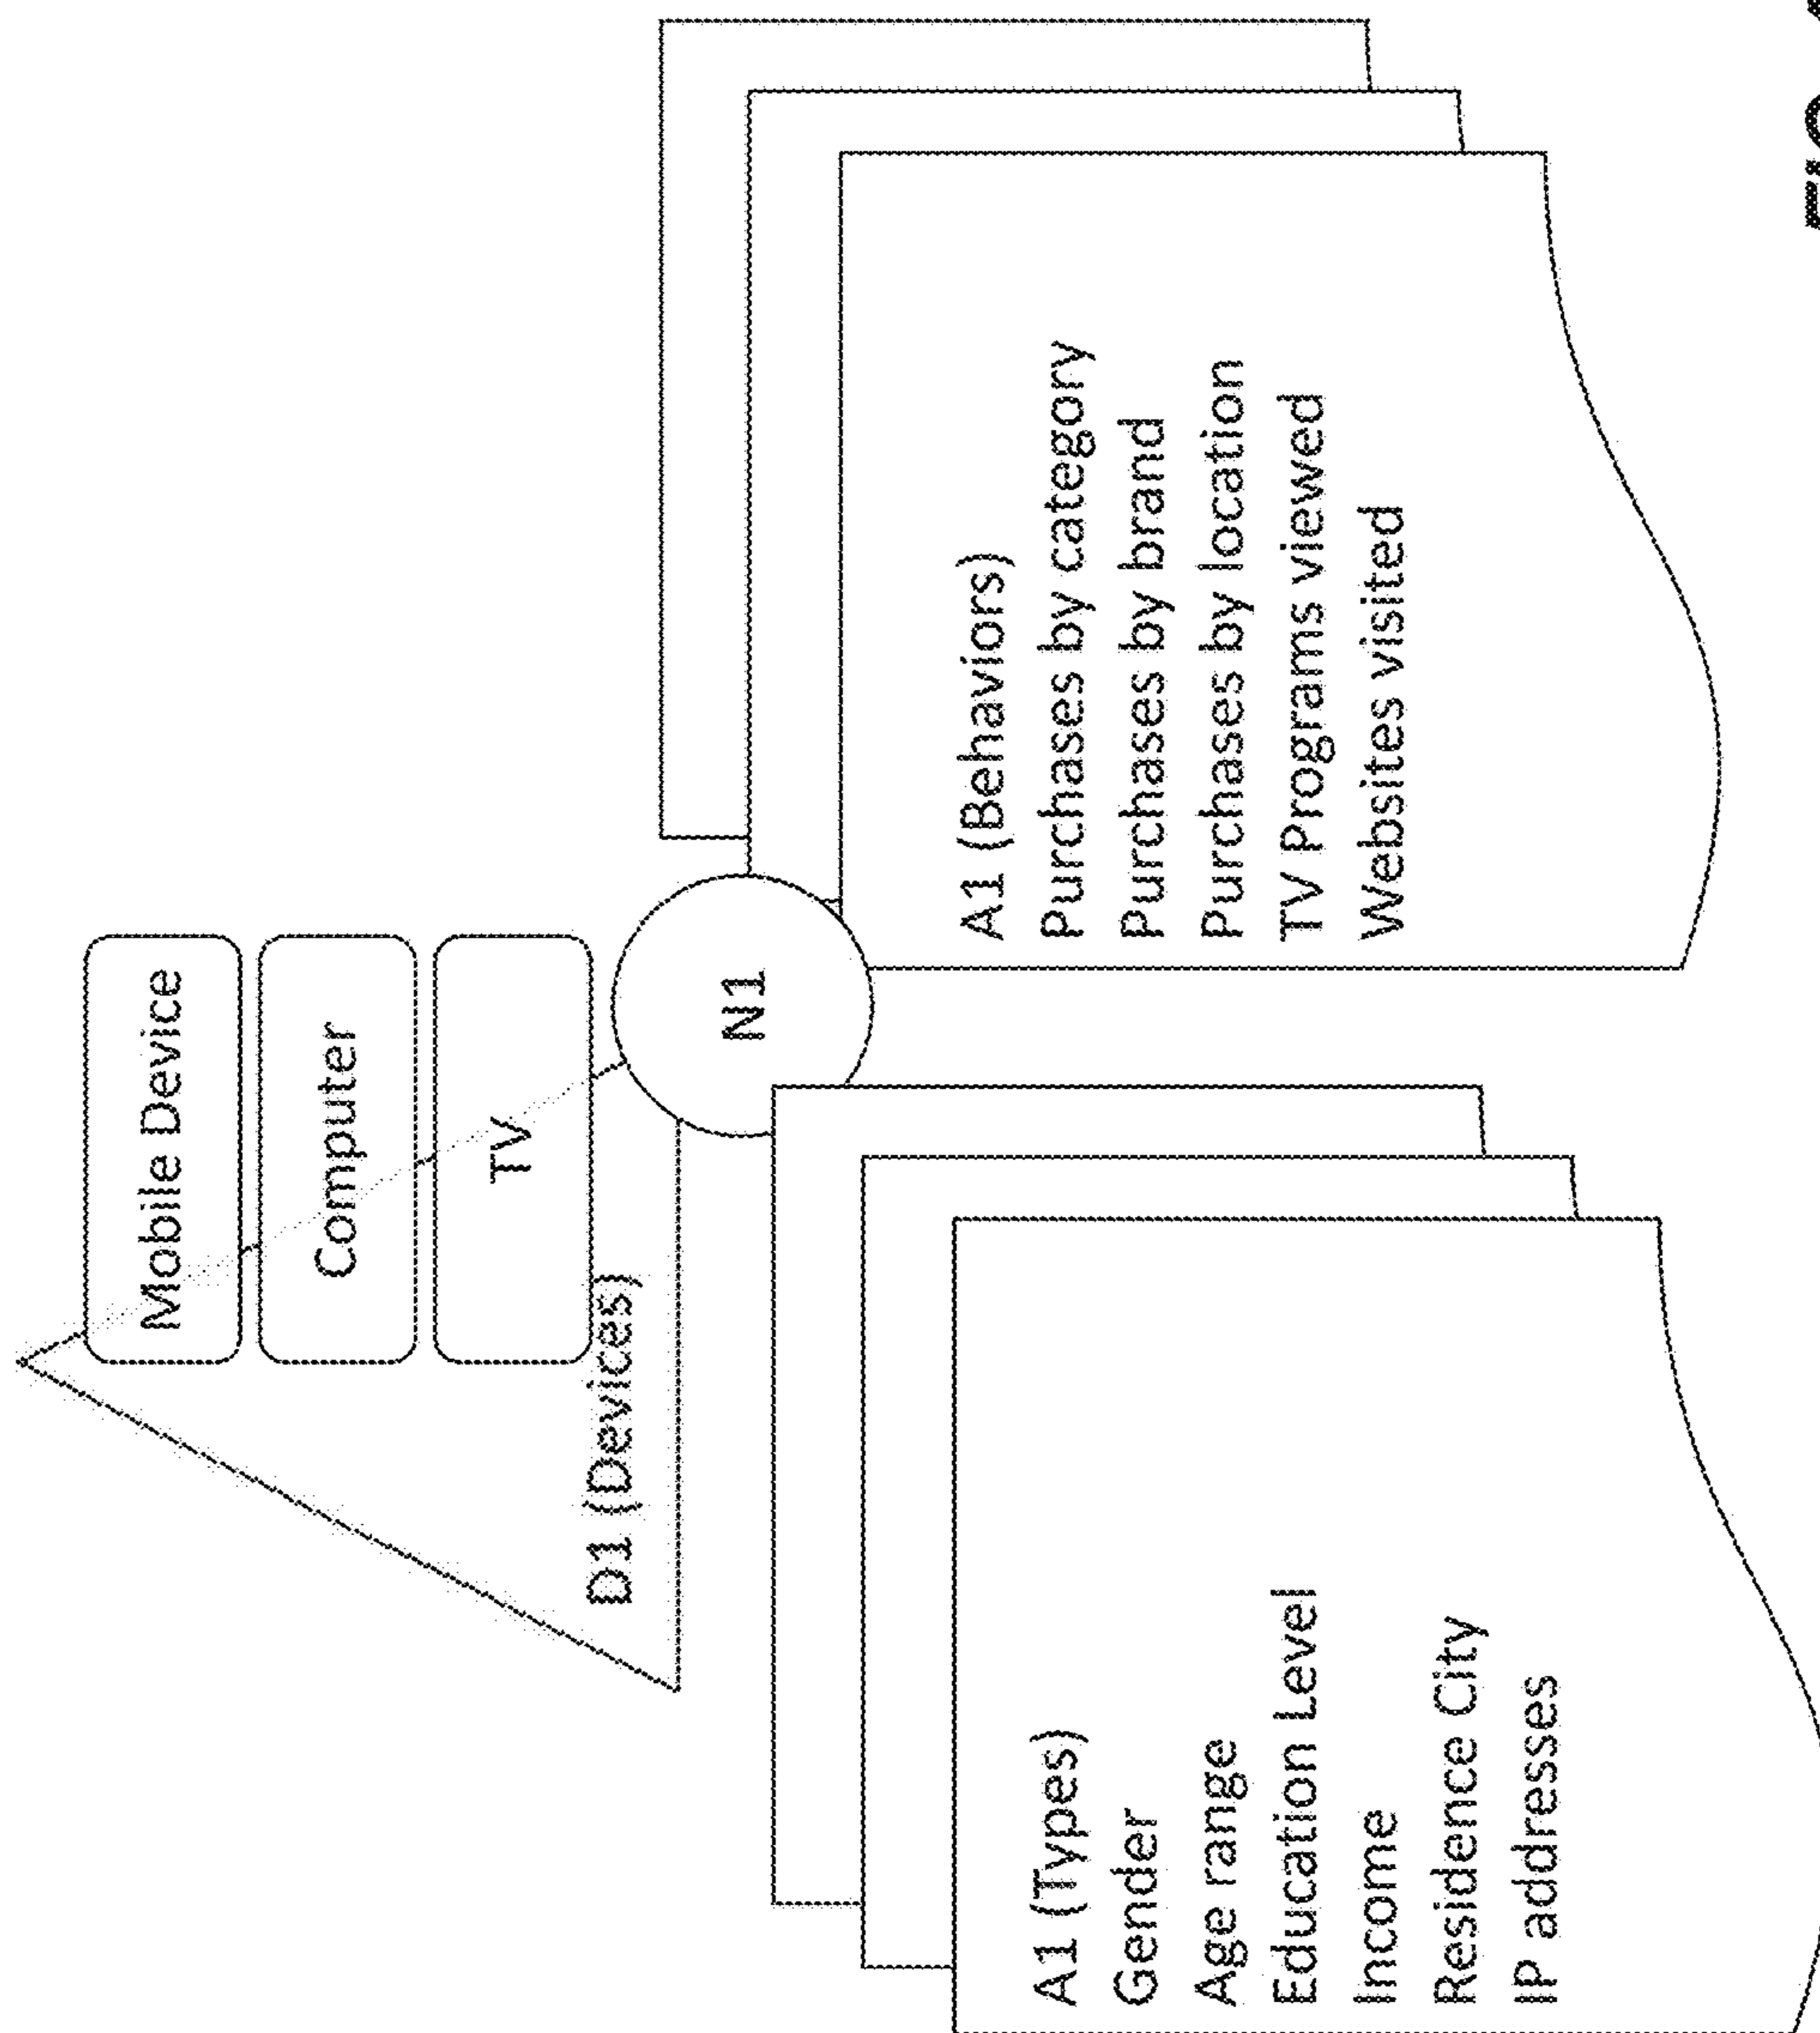 Mobile Device
Computer
TV
D1 (Devices)
N1
A1 (Types)
Gender
Age range
Education Level
Income
Residence City
IP addresses
A1 (Behaviors)
Purchases by category
Purchases by brand
Purchases by location
TV Programs viewed
Websites visited